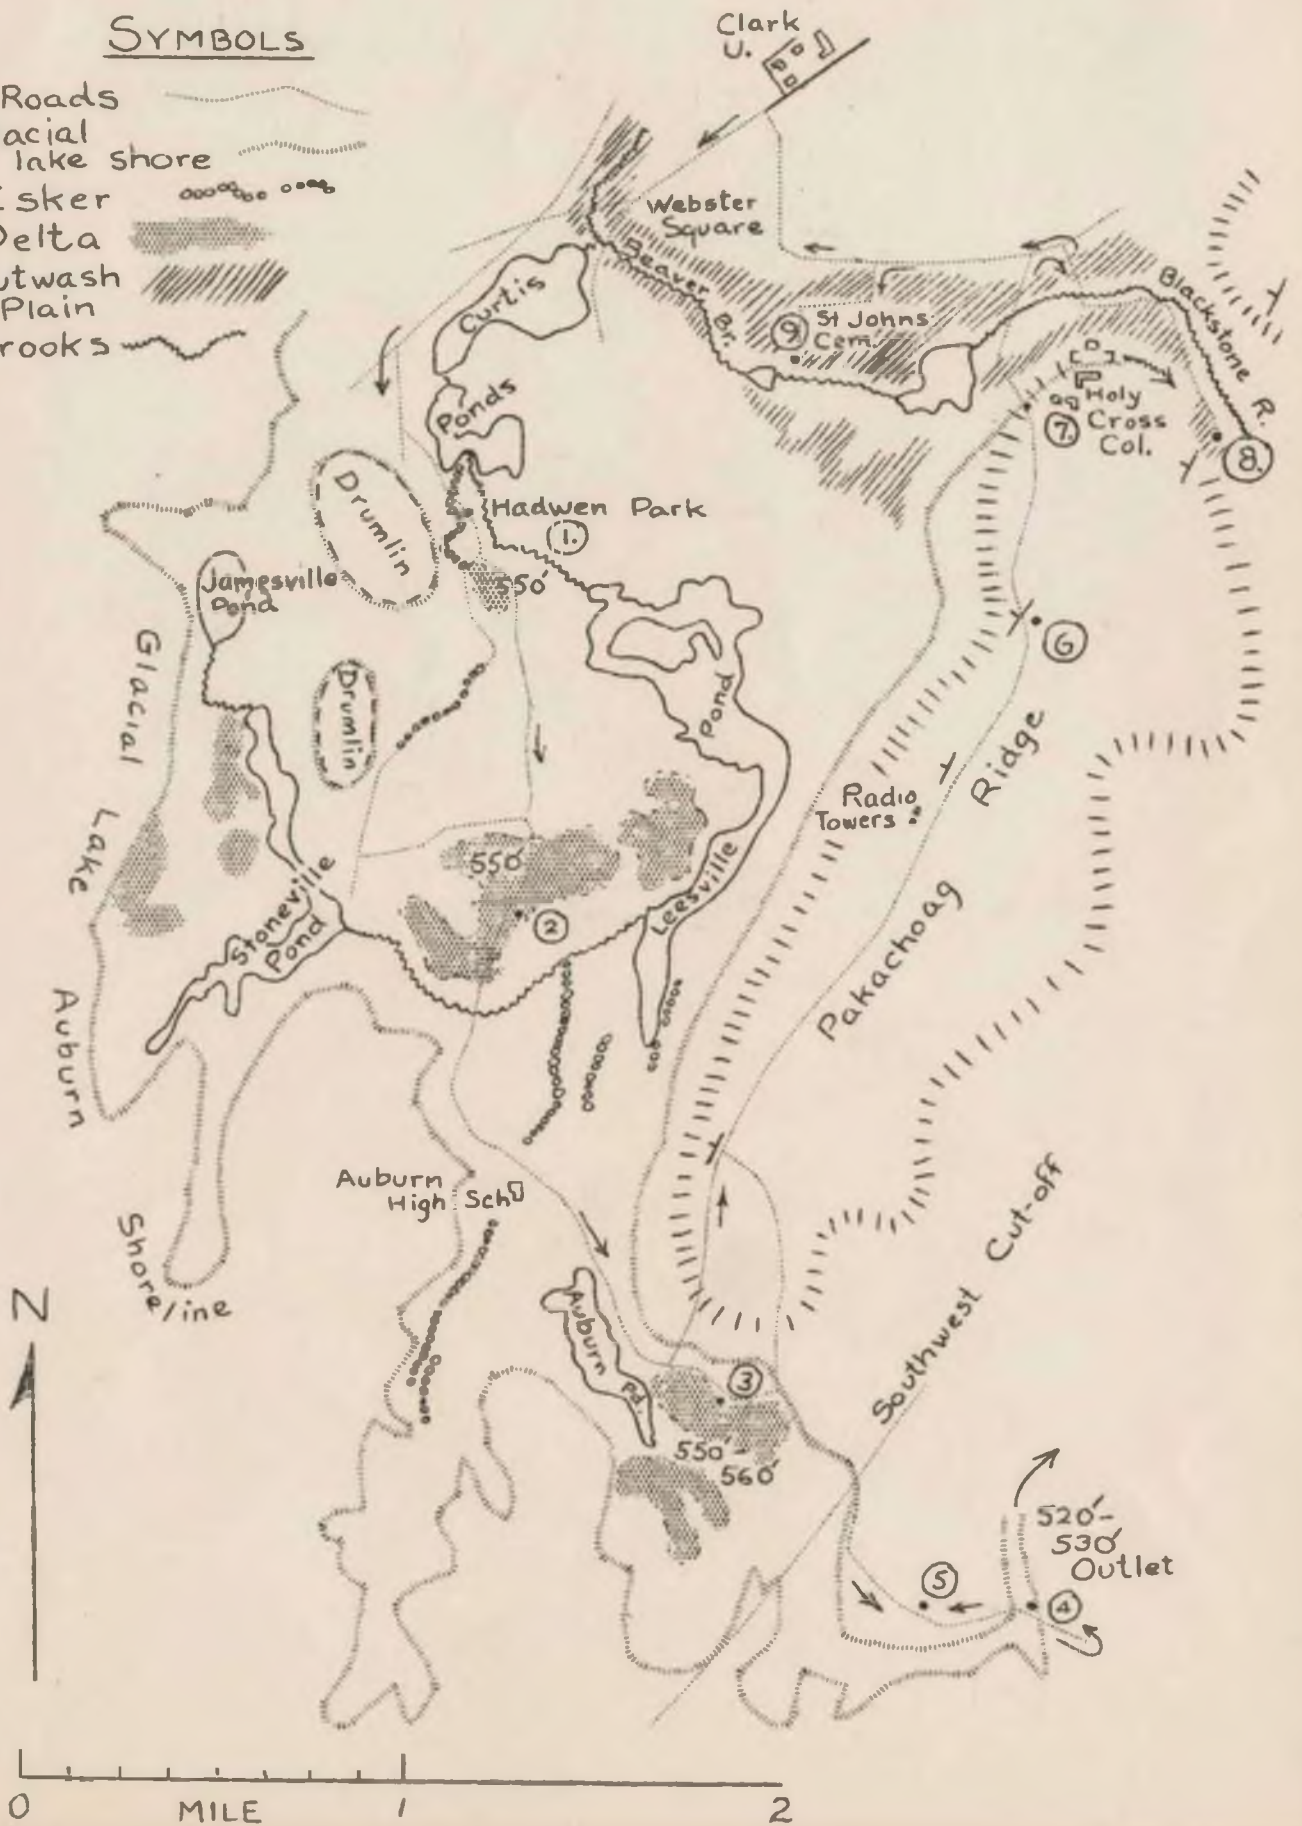 SYMBOLS
Roads
acial
lake shore
Esker
Delta
utwash
Plain
rooks
Clark
U.
Webster
Square
Beaver
Br.
Curtis
Ponds
9
St Johns
Cem.
Blackstone R.
Holy
Cross
Col.
7.
8.
Drumlin
Hadwen Park
1.
550'
Jamesville
Pond
Drumlin
Glacial
Lake
Auburn
Shoreline
Pond
Leesville
6
Radio
Towers
Pakachoag
Ridge
550'
2
Stoneville
Pond
Auburn
High Sch
Auburn
Pd.
3
550'-
560'
Southwest Cut-off
520'-
530'
Outlet
5
4
N
0
MILE
1
2